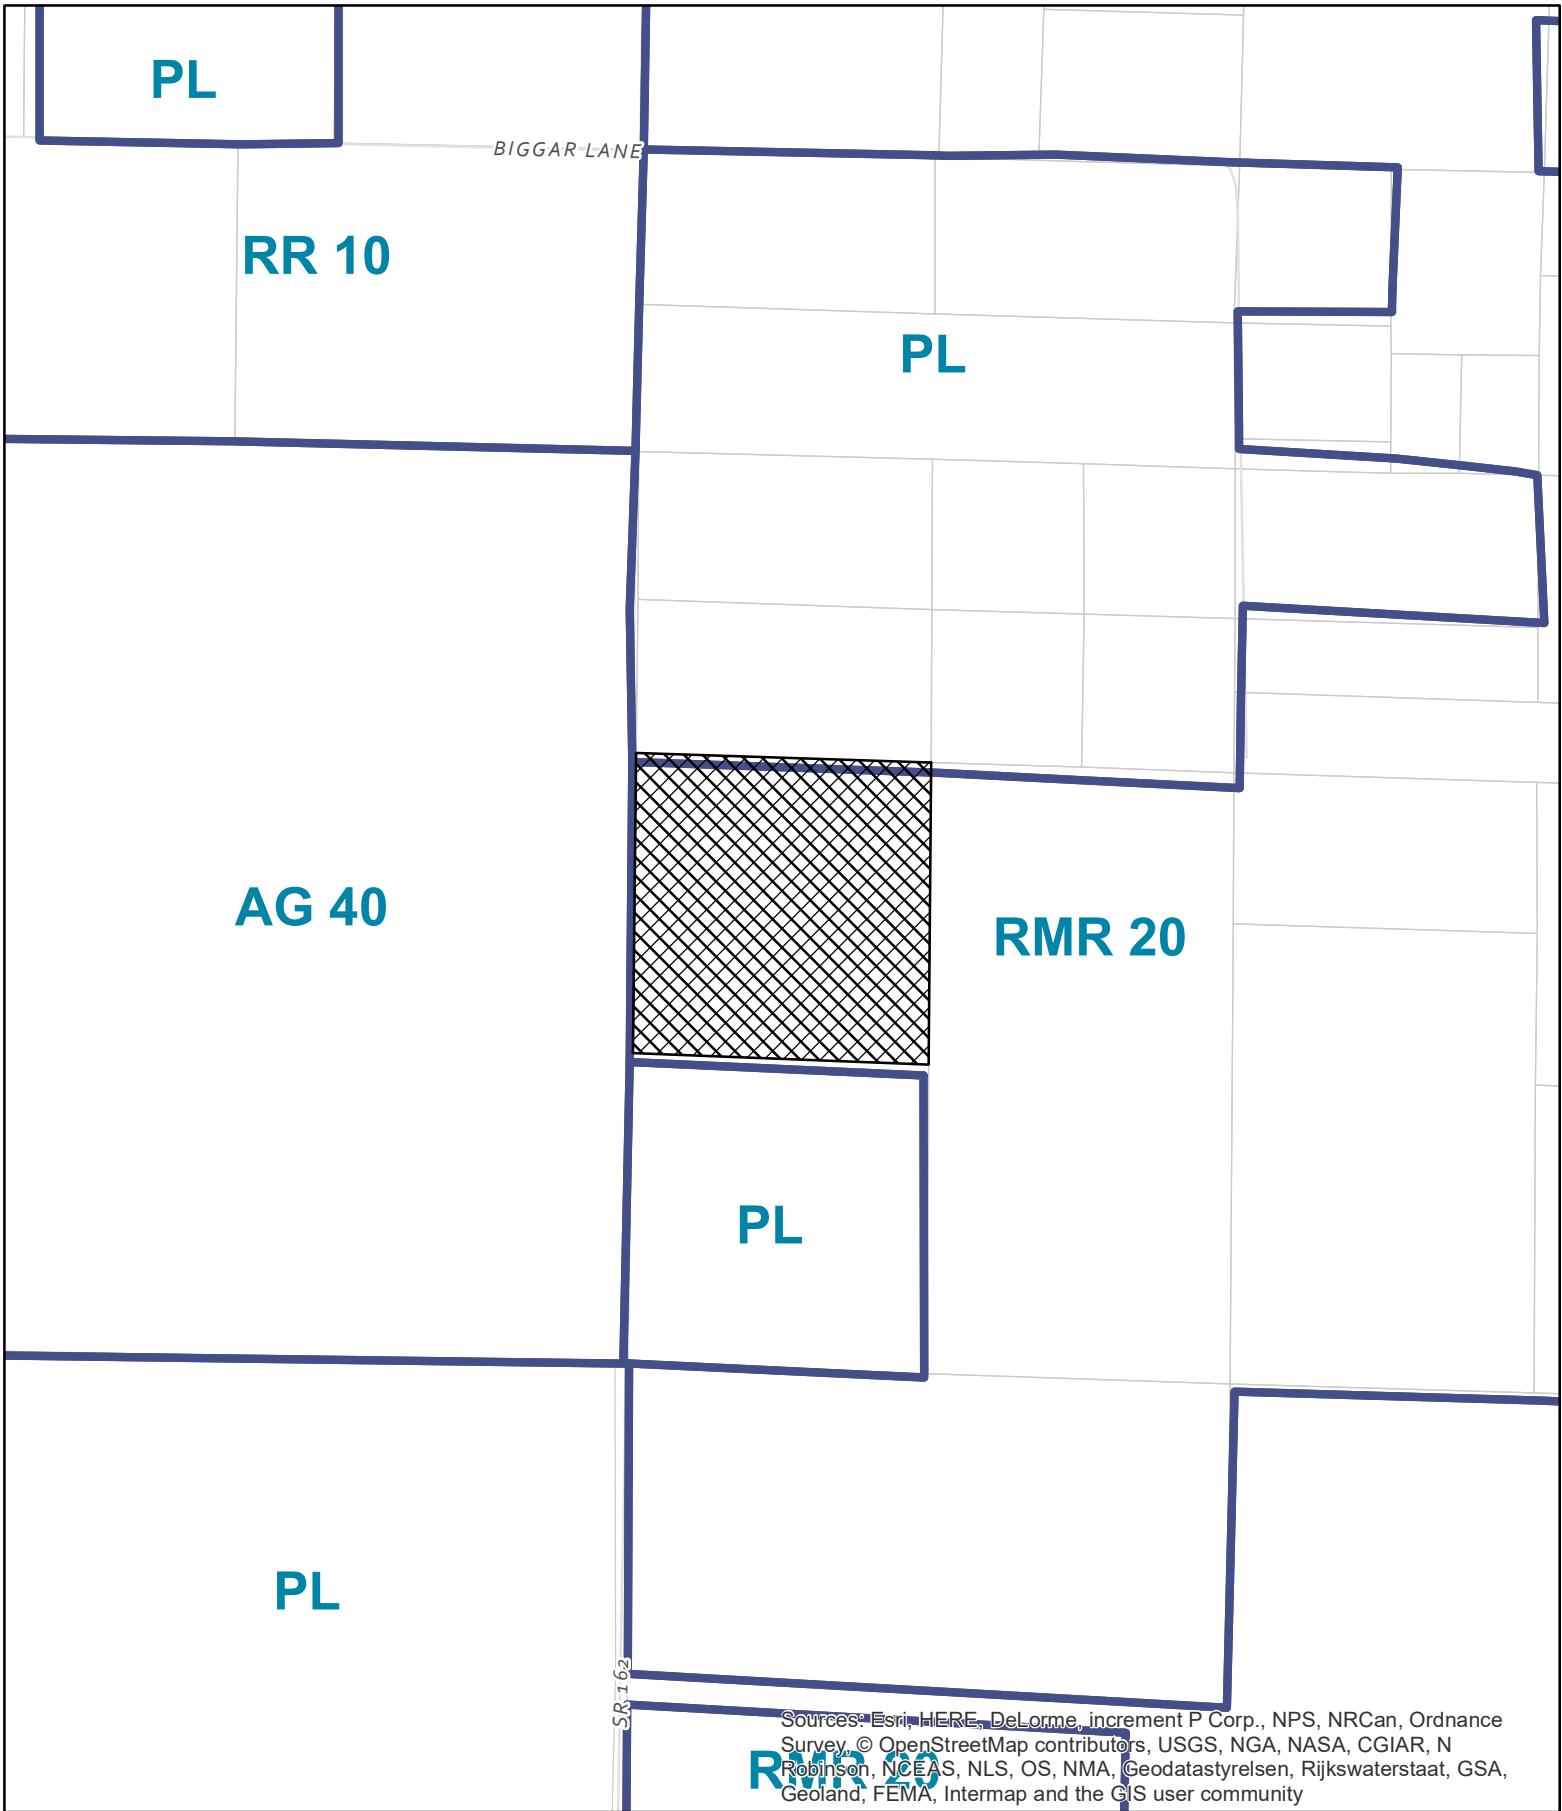 PL
BIGGAR LANE
RR 10
PL
AG 40
RMR 20
PL
PL
SR 162
Sources: Esri, HERE, DeLorme, increment P Corp., NPS, NRCan, Ordnance
Survey, © OpenStreetMap contributors, USGS, NGA, NASA, CGIAR, N
RMR 20
Robinson, NCEAS, NLS, OS, NMA, Geodatastyrelsen, Rijkswaterstaat, GSA,
Geoland, FEMA, Intermap and the GIS user community